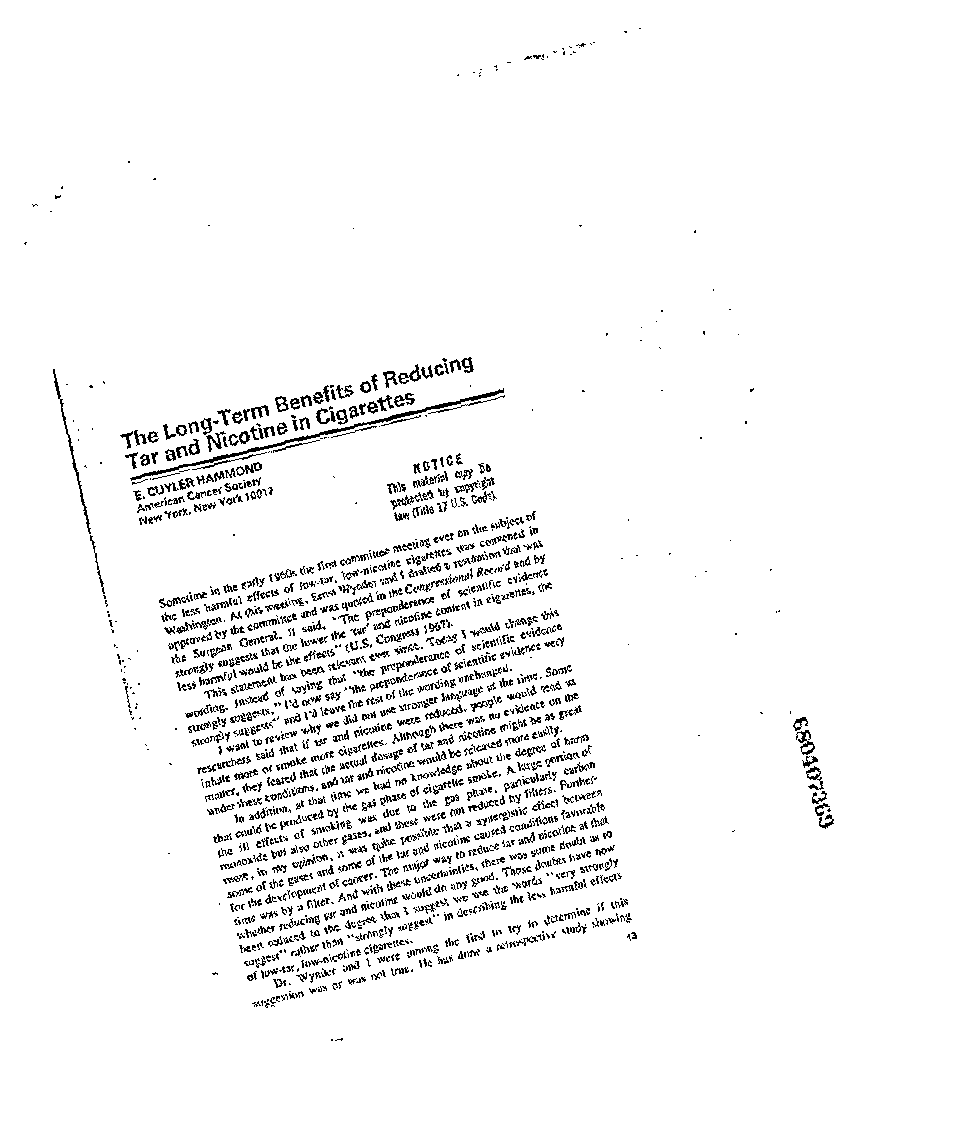 The Long-Term Benefits of Reducing
Tar and Nicotine in Cigarettes
E. CUYLER HAMMOND
American Cancer Society
New York, New York 10017
NOTICE
This material copy be
protected by copyright
law (Title 17 U.S. Code).
Sometime in the early 1960s the first committee meeting ever on the subject of
the less harmful effects of low-tar, low-nicotine cigarettes was convened in
Washington. At this meeting, Ernst Wynder and I drafted a resolution that was
approved by the committee and was quoted in the Congressional Record and by
the Surgeon General. It said, "The preponderance of scientific evidence
strongly suggests that the lower the 'tar' and nicotine content in cigarettes, the
less harmful would be the effects" (U.S. Congress 1967).
This statement has been relevant ever since. Today I would change this
wording. Instead of saying that "the preponderance of scientific evidence
strongly suggests," I'd now say "the preponderance of scientific evidence very
strongly suggests" and I'd leave the rest of the wording unchanged.
I want to review why we did not use stronger language at the time. Some
researchers said that if tar and nicotine were reduced, people would tend to
inhale more or smoke more cigarettes. Although there was no evidence on the
matter, they feared that the actual dosage of tar and nicotine might be as great
under these conditions, and tar and nicotine would be released more easily.
In addition, at that time we had no knowledge about the degree of harm
that could be produced by the gas phase of cigarette smoke. A large portion of
the ill effects of smoking was due to the gas phase, particularly carbon
monoxide but also other gases, and these were not reduced by filters. Further-
more, in my opinion, it was quite possible that a synergistic effect between
some of the gases and some of the tar and nicotine caused conditions favorable
for the development of cancer. The major way to reduce tar and nicotine at that
time was by a filter. And with these uncertainties, there was some doubt as to
whether reducing tar and nicotine would do any good. Those doubts have now
been reduced to the degree that I suggest we use the words "very strongly
suggest" rather than "strongly suggest" in describing the less harmful effects
of low-tar, low-nicotine cigarettes.
Dr. Wynder and I were among the first to try to determine if this
suggestion was or was not true. He has done a retrospective study showing
13
680407369